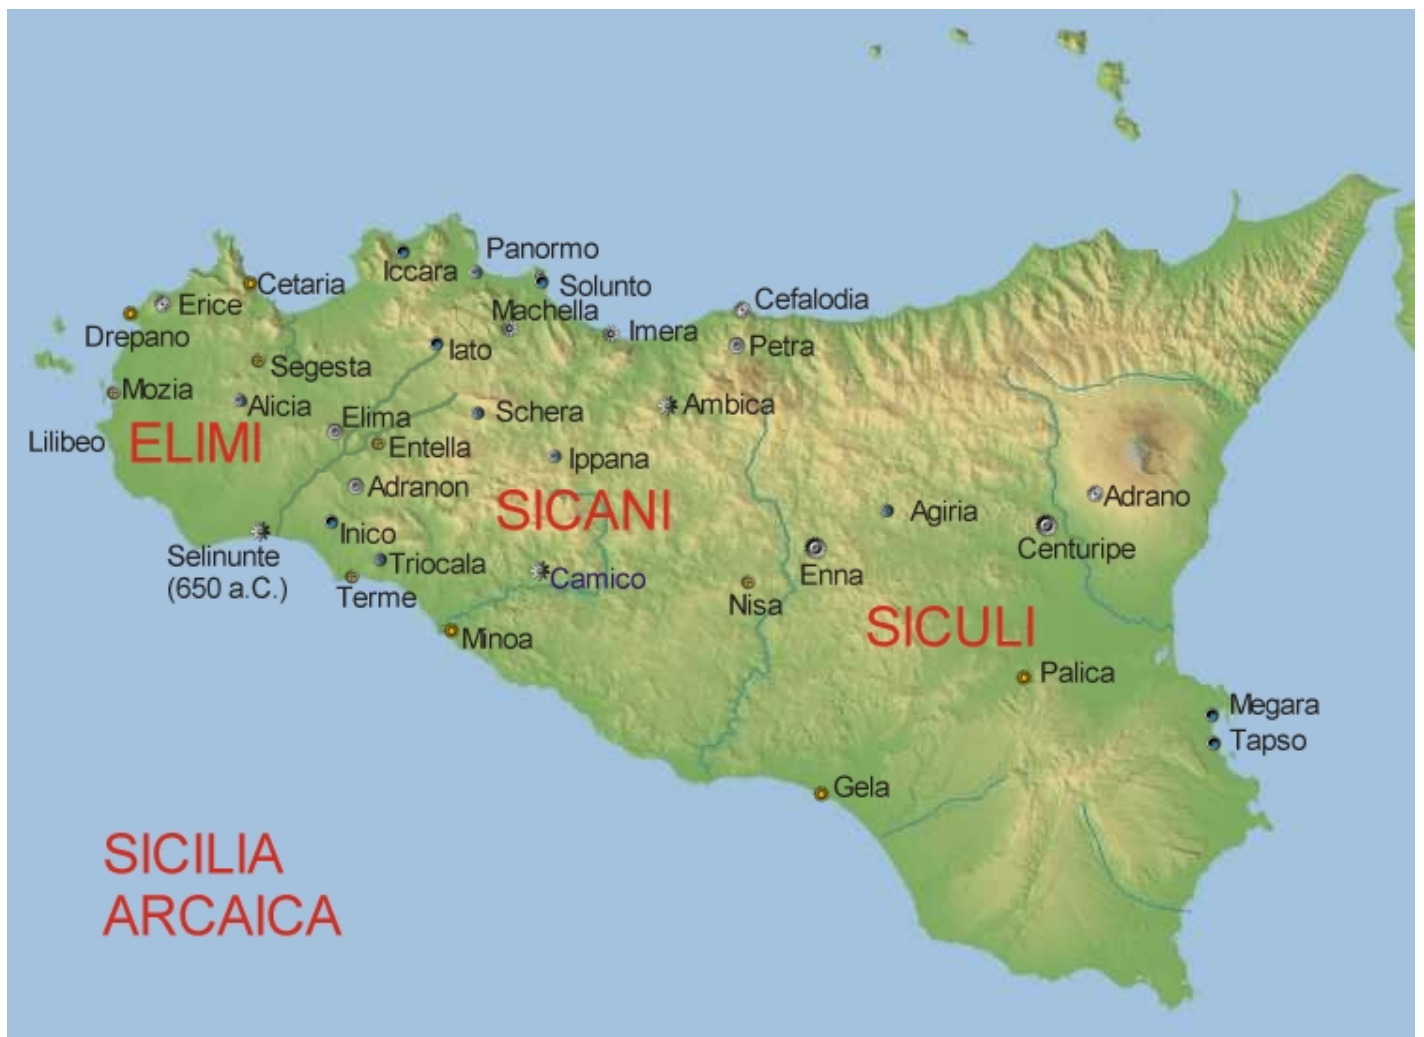 Panormo
Iccara
Solunto
Cetaria
Erice
Machella
Cefalodia
Drepano
Imera
Iato
Petra
Segesta
Mozia
Alicia
Elima
Schera
Ambica
Lilibeo
ELIMI
Entella
Ippana
Adranon
SICANI
Adrano
Agiria
Inico
Centuripe
Selinunte
(650 a.C.)
Triocala
Camico
Enna
Terme
Nisa
Minoa
SICULI
Palica
Megara
Tapso
Gela
SICILIA
ARCAICA